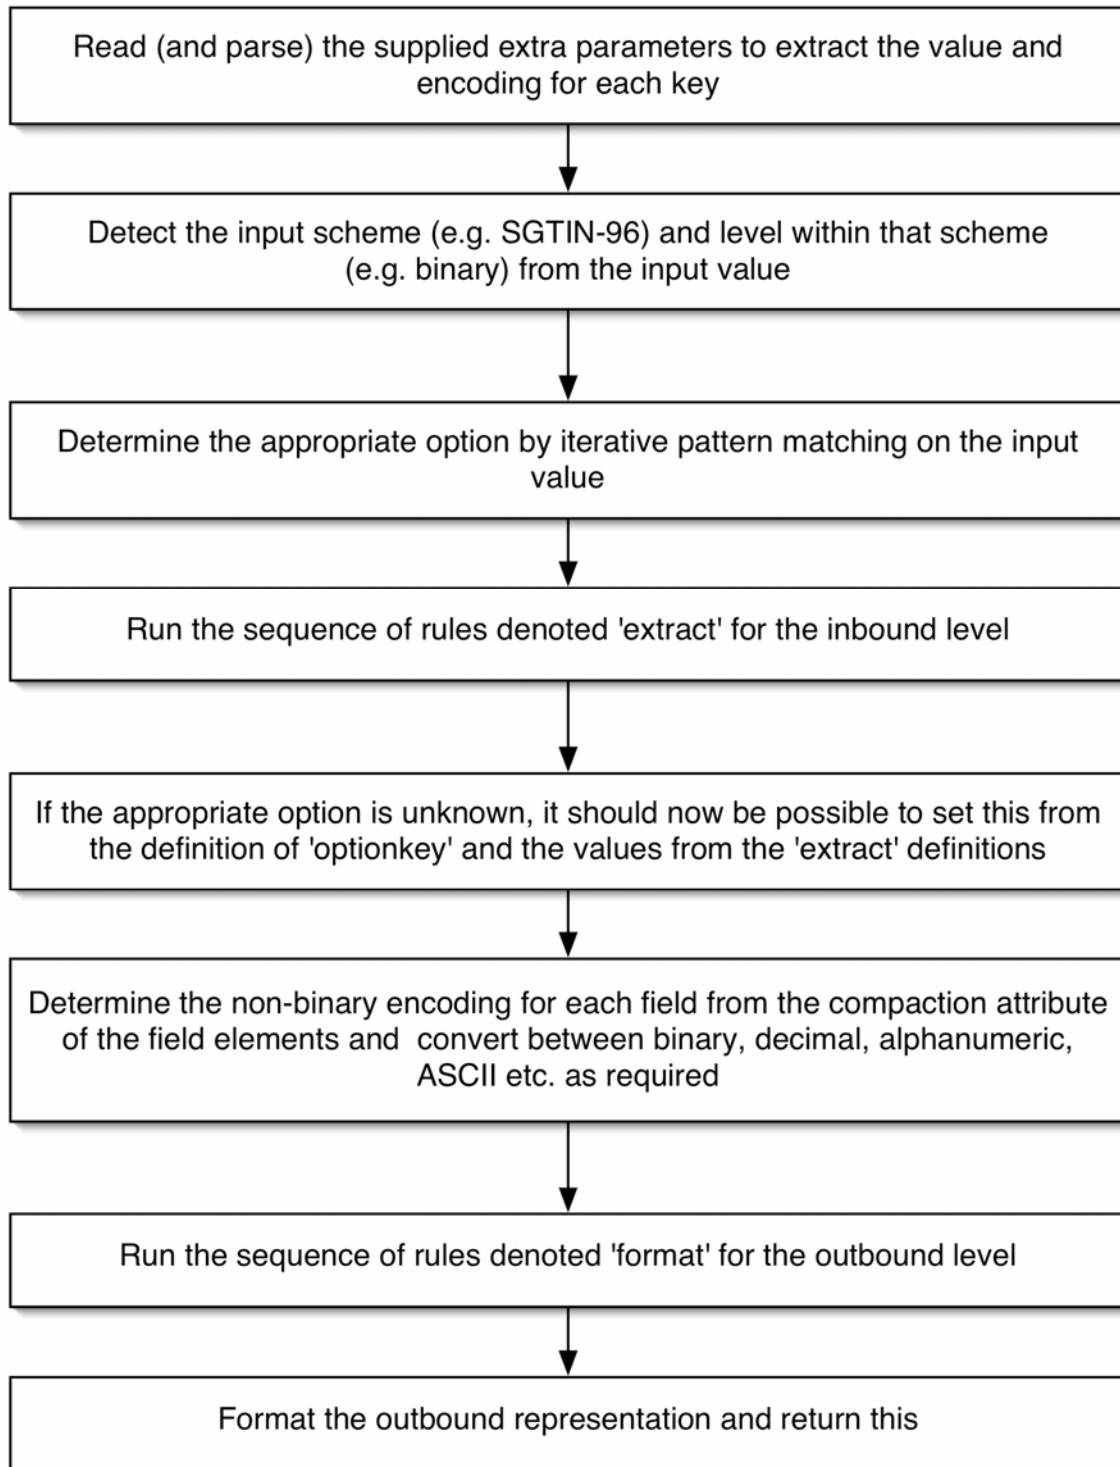 Read (and parse) the supplied extra parameters to extract the value and
encoding for each key
Detect the input scheme (e.g. SGTIN-96) and level within that scheme
(e.g. binary) from the input value
Determine the appropriate option by iterative pattern matching on the input
value
Run the sequence of rules denoted 'extract' for the inbound level
If the appropriate option is unknown, it should now be possible to set this from
the definition of 'optionkey' and the values from the 'extract' definitions
Determine the non-binary encoding for each field from the compaction attribute
of the field elements and  convert between binary, decimal, alphanumeric,
ASCII etc. as required
Run the sequence of rules denoted 'format' for the outbound level
Format the outbound representation and return this